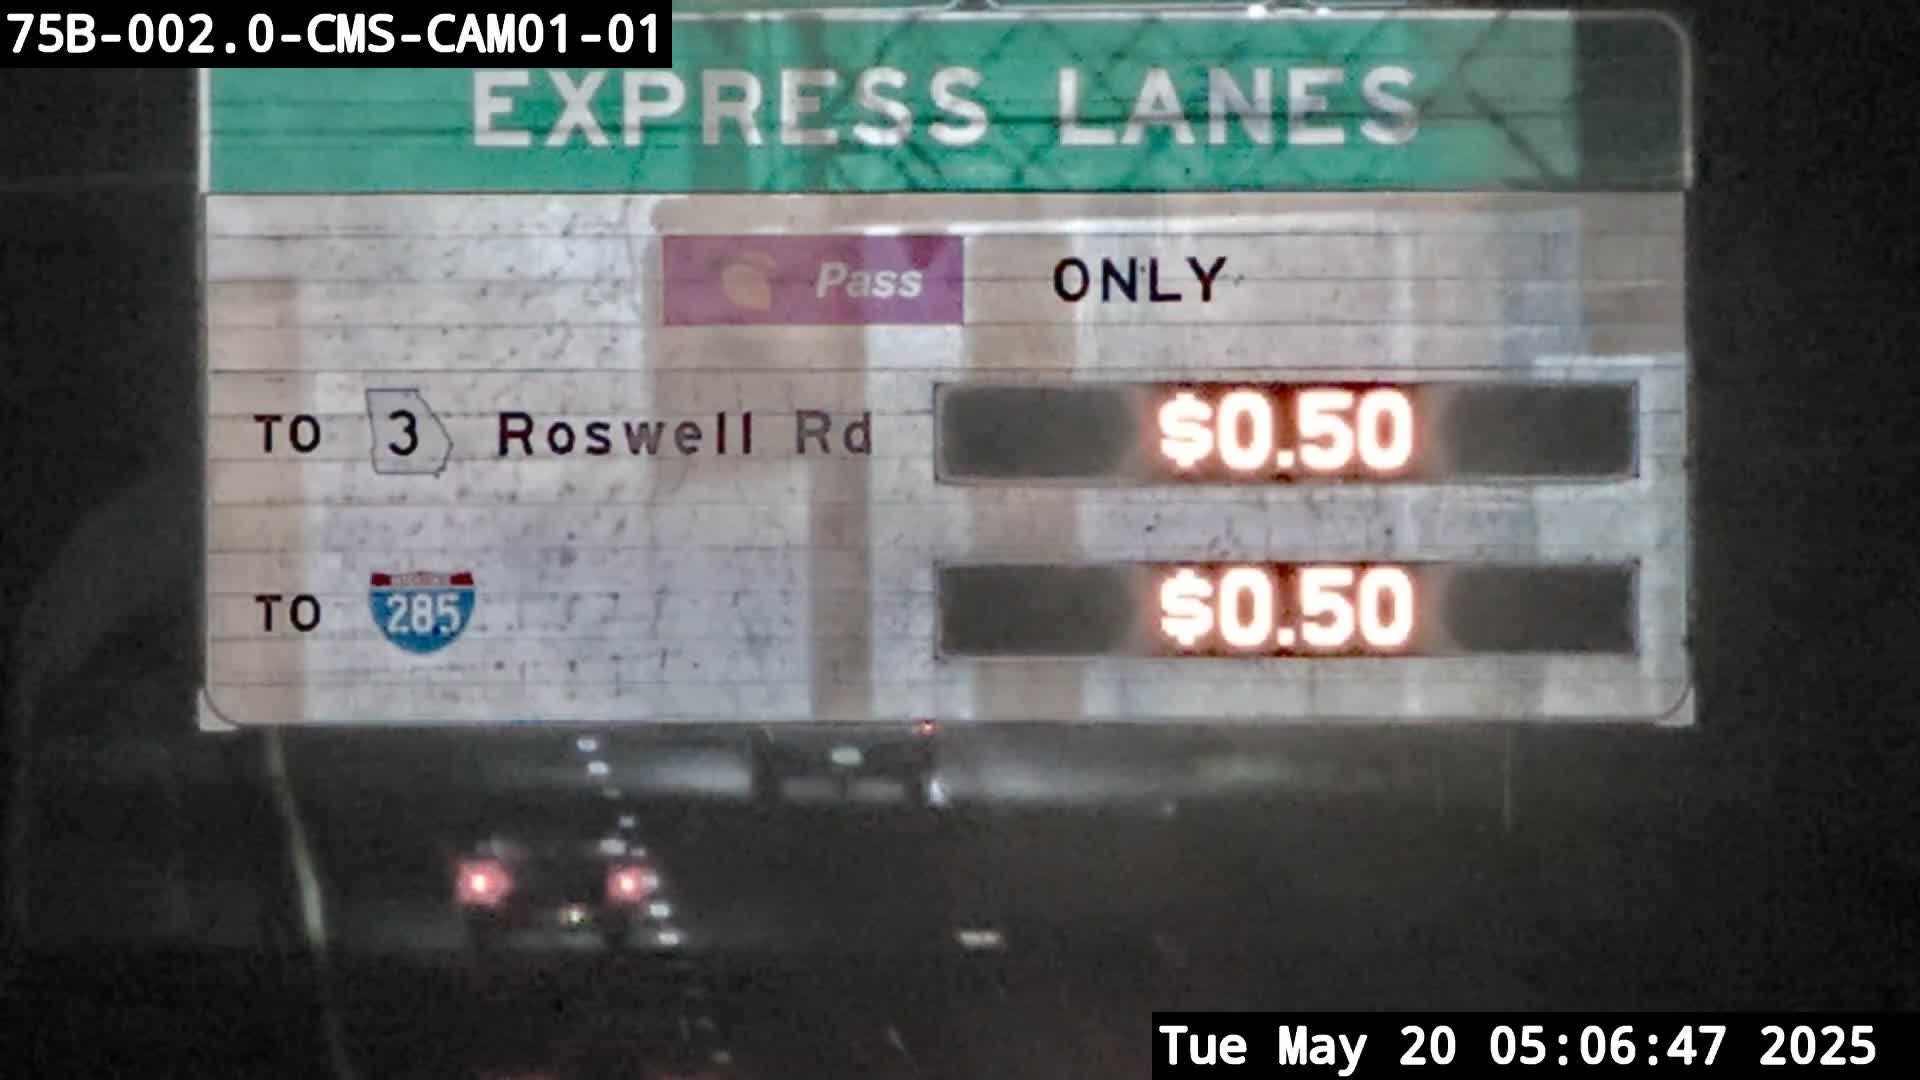 75B-002.0-CMS-CAM01-01
EXPRESS LANES
Pass ONLY
TO 3 Roswell Rd $0.50
TO 285 $0.50
Tue May 20 05:06:47 2025